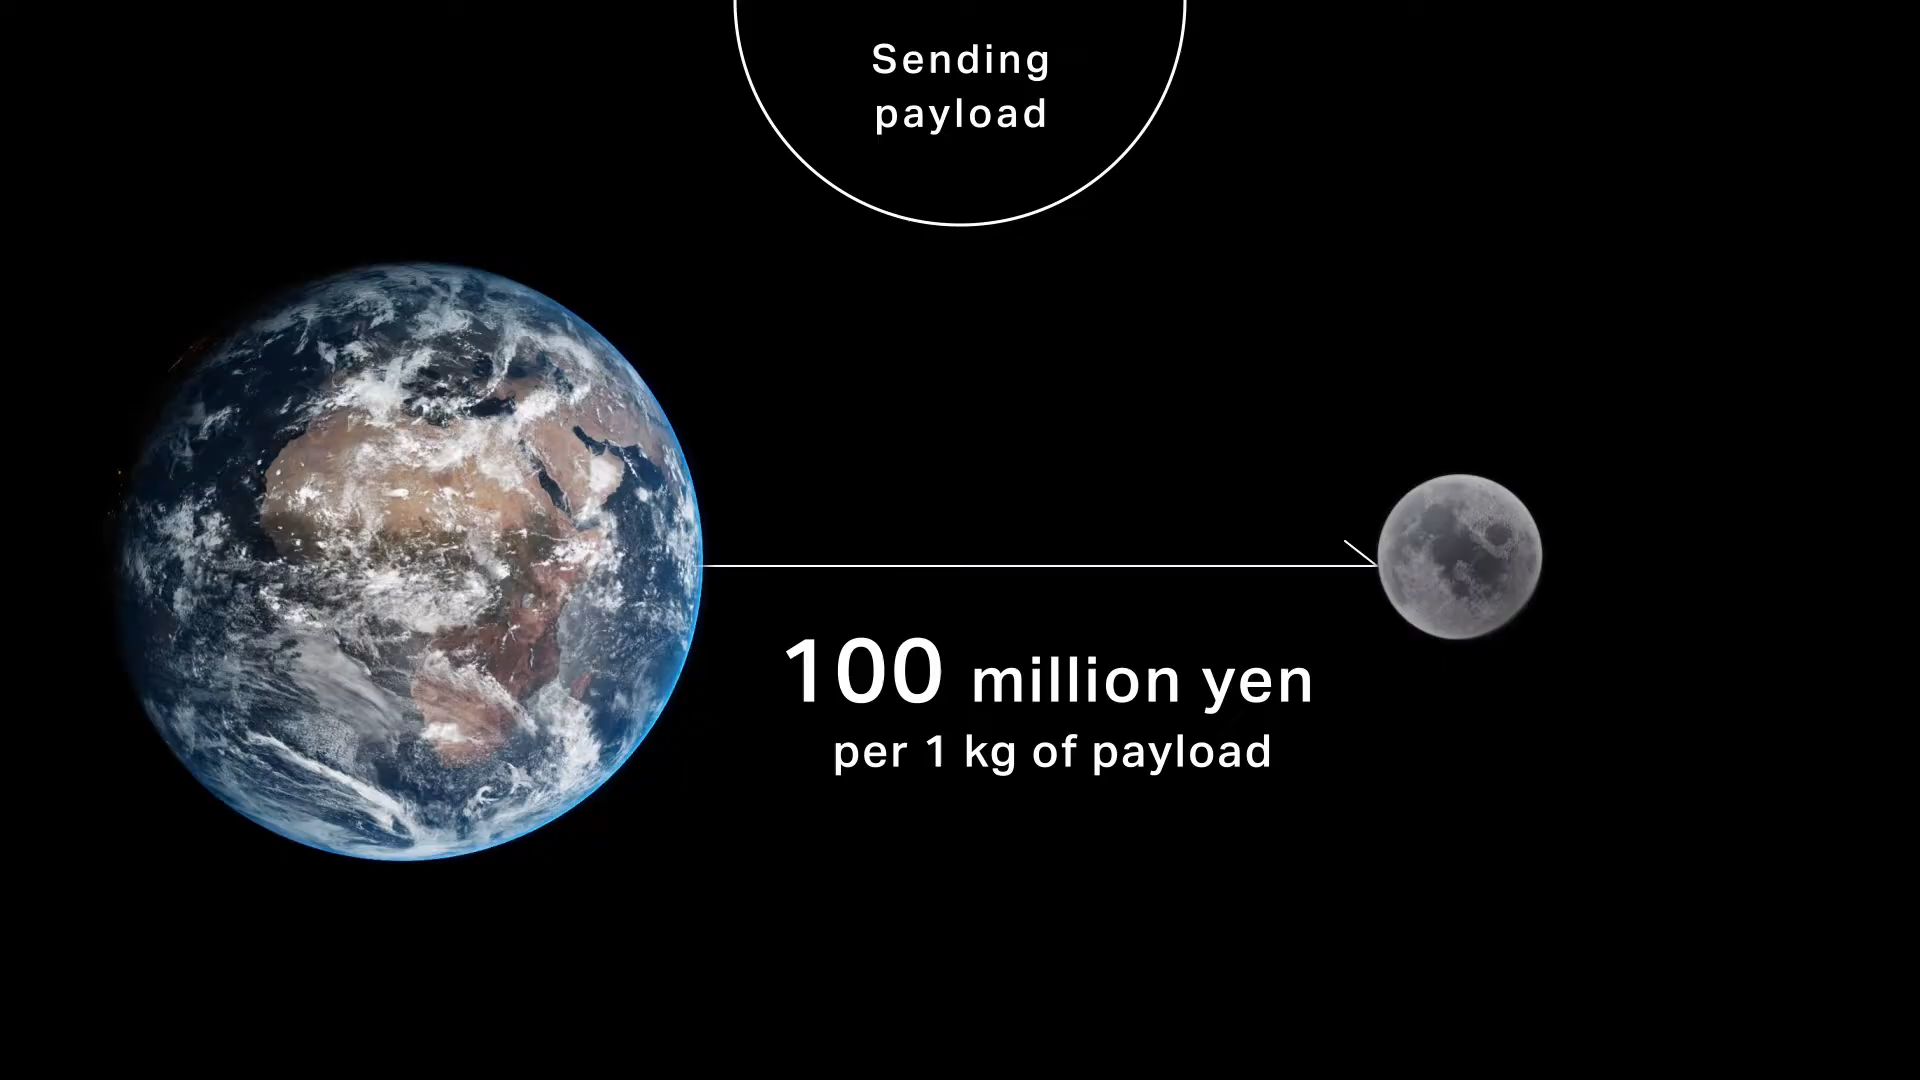 Sending
payload
100 million yen
per 1 kg of payload